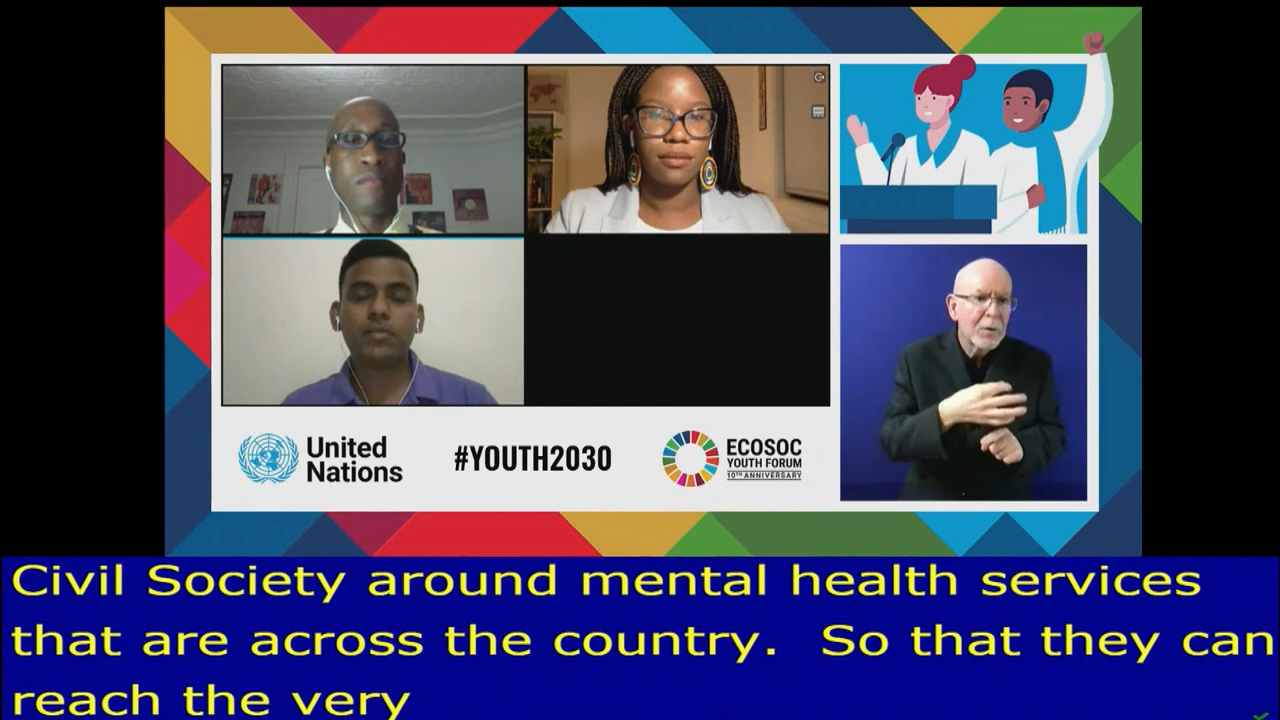 United
Nations
#YOUTH2030
ECOSOC
YOUTH FORUM
10TH ANNIVERSARY
Civil Society around mental health services
that are across the country.  So that they can
reach the very